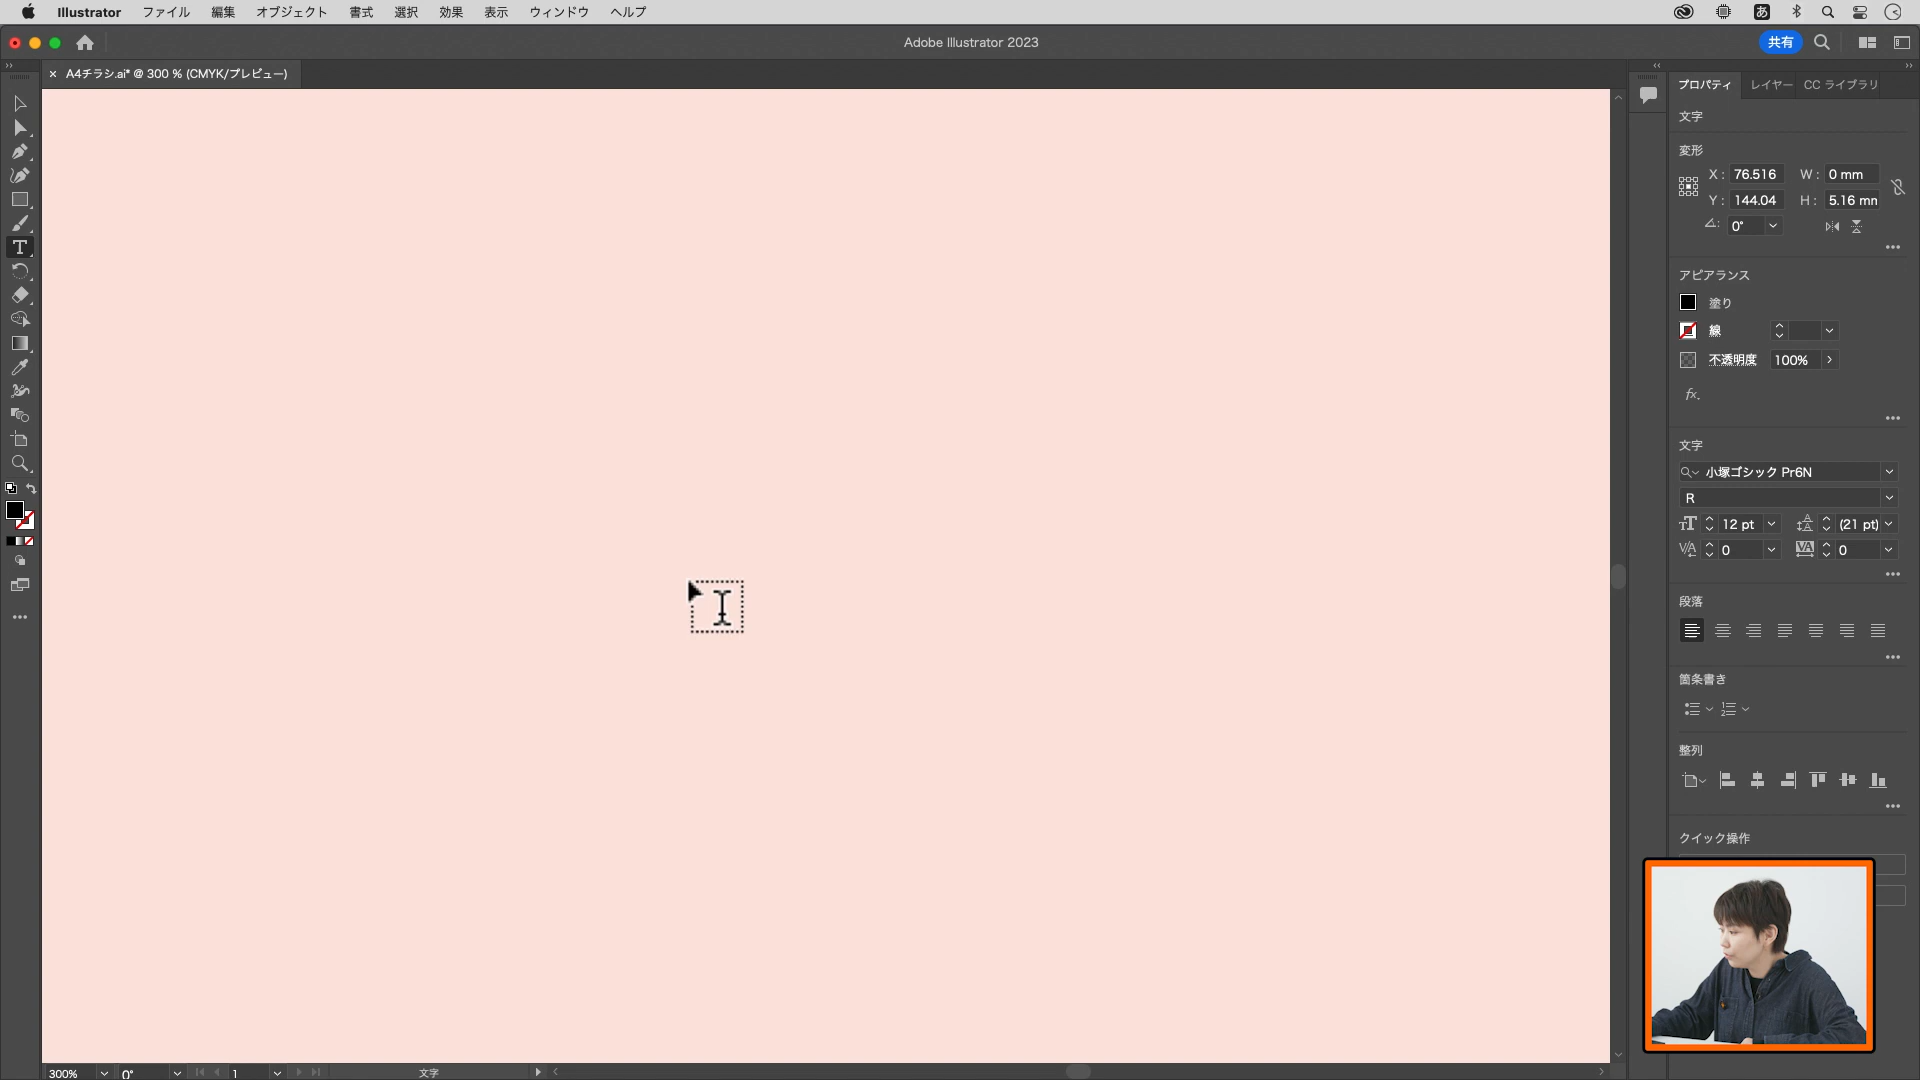 Illustrator ファイル 編集 オブジェクト 書式 選択 効果 表示 ウィンドウ ヘルプ
あ
Adobe Illustrator 2023
共有
× A4チラシ.ai* @ 300 % (CMYK/プレビュー)
プロパティ レイヤー CC ライブラリ
文字
変形
X : 76.516 W : 0 mm
Y : 144.04 H : 5.16 mm
0°
アピアランス
塗り
線
不透明度 100%
fx.
文字
小塚ゴシック Pr6N
R
12 pt (21 pt)
0 0
段落
箇条書き
整列
クイック操作
300% 0° 1 文字